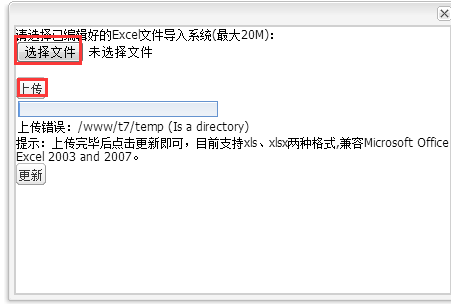 请选择已编辑好的Excel文件导入系统(最大20M)：
选择文件 未选择文件
上传
上传错误：/www/t7/temp (Is a directory)
提示：上传完毕后点击更新即可，目前支持xls、xlsx两种格式,兼容Microsoft Office
Excel 2003 and 2007。
更新